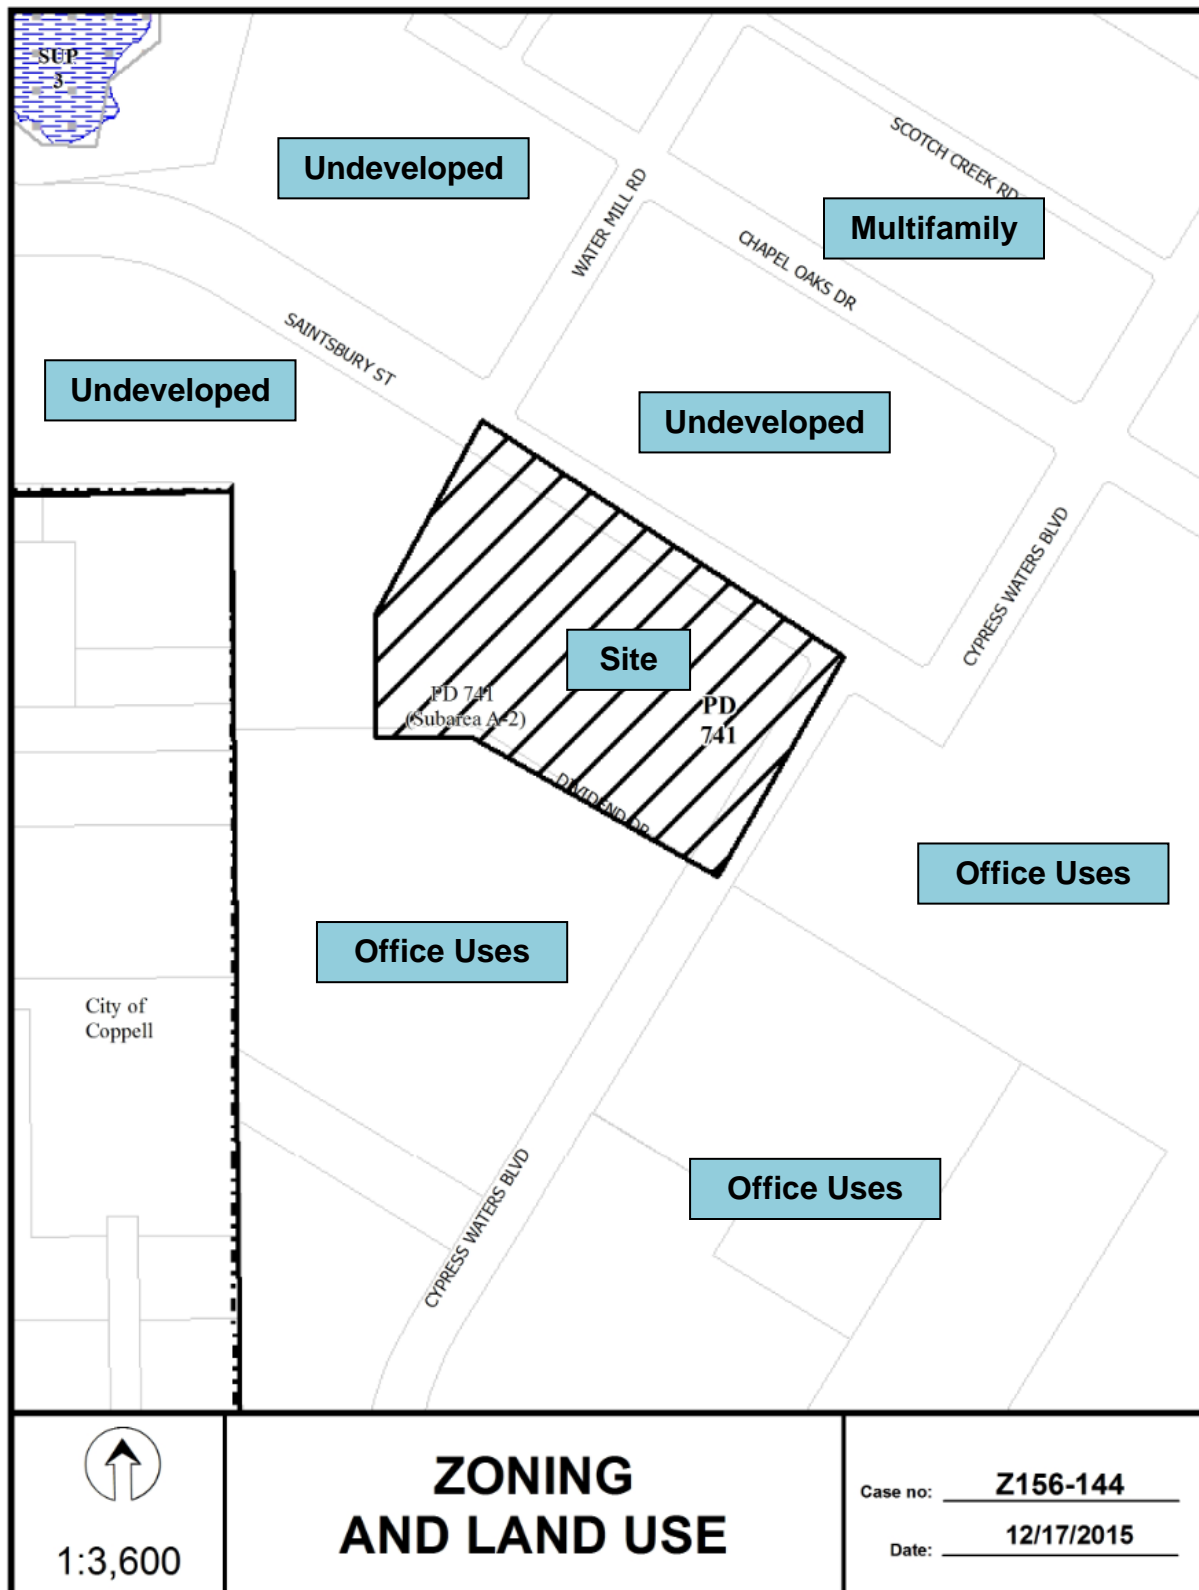 SUP
3
Undeveloped
SCOTCH CREEK RD
WATER MILL RD
Multifamily
CHAPEL OAKS DR
SAINTSBURY ST
Undeveloped
Undeveloped
CYPRESS WATERS BLVD
Site
PD 741
(Subarea A-2)
PD
741
DIVIDEND DR
Office Uses
Office Uses
City of
Coppell
CYPRESS WATERS BLVD
Office Uses
1:3,600
ZONING
AND LAND USE
Case no: Z156-144
Date: 12/17/2015